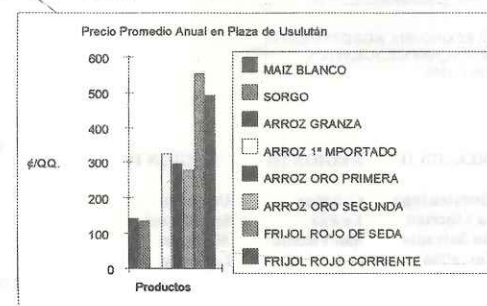 Precio Promedio Anual en Plaza de Usulután
600
500
400
300
200
100
0
¢/QQ.
Productos
MAIZ BLANCO
SORGO
ARROZ GRANZA
ARROZ 1ª MPORTADO
ARROZ ORO PRIMERA
ARROZ ORO SEGUNDA
FRIJOL ROJO DE SEDA
FRIJOL ROJO CORRIENTE